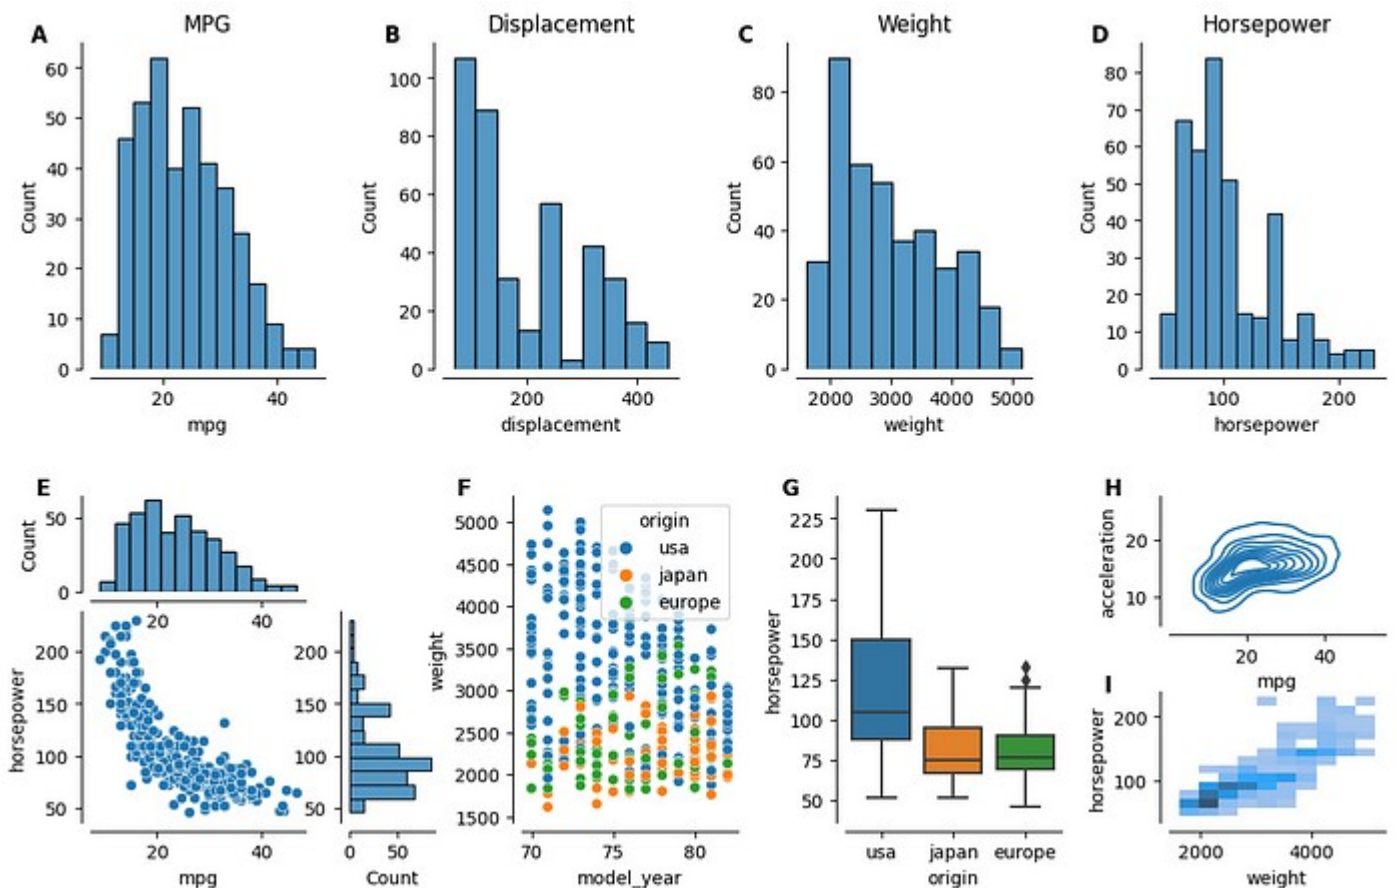 A MPG
60
50
40
30
20
10
0
Count
20 40
mpg
B Displacement
100
80
60
40
20
0
Count
200 400
displacement
C Weight
80
60
40
20
0
Count
2000 3000 4000 5000
weight
D Horsepower
80
70
60
50
40
30
20
10
0
Count
100 200
horsepower
E
50
0
Count
20 40
200
150
100
50
horsepower
20 40
mpg
200
150
100
50
0 50
Count
F
5000
4500
4000
3500
3000
2500
2000
1500
weight
origin
usa
japan
europe
70 75 80
model_year
G
225
200
175
150
125
100
75
50
horsepower
usa japan europe
origin
H
20
10
acceleration
20 40
mpg
I
200
100
horsepower
2000 4000
weight